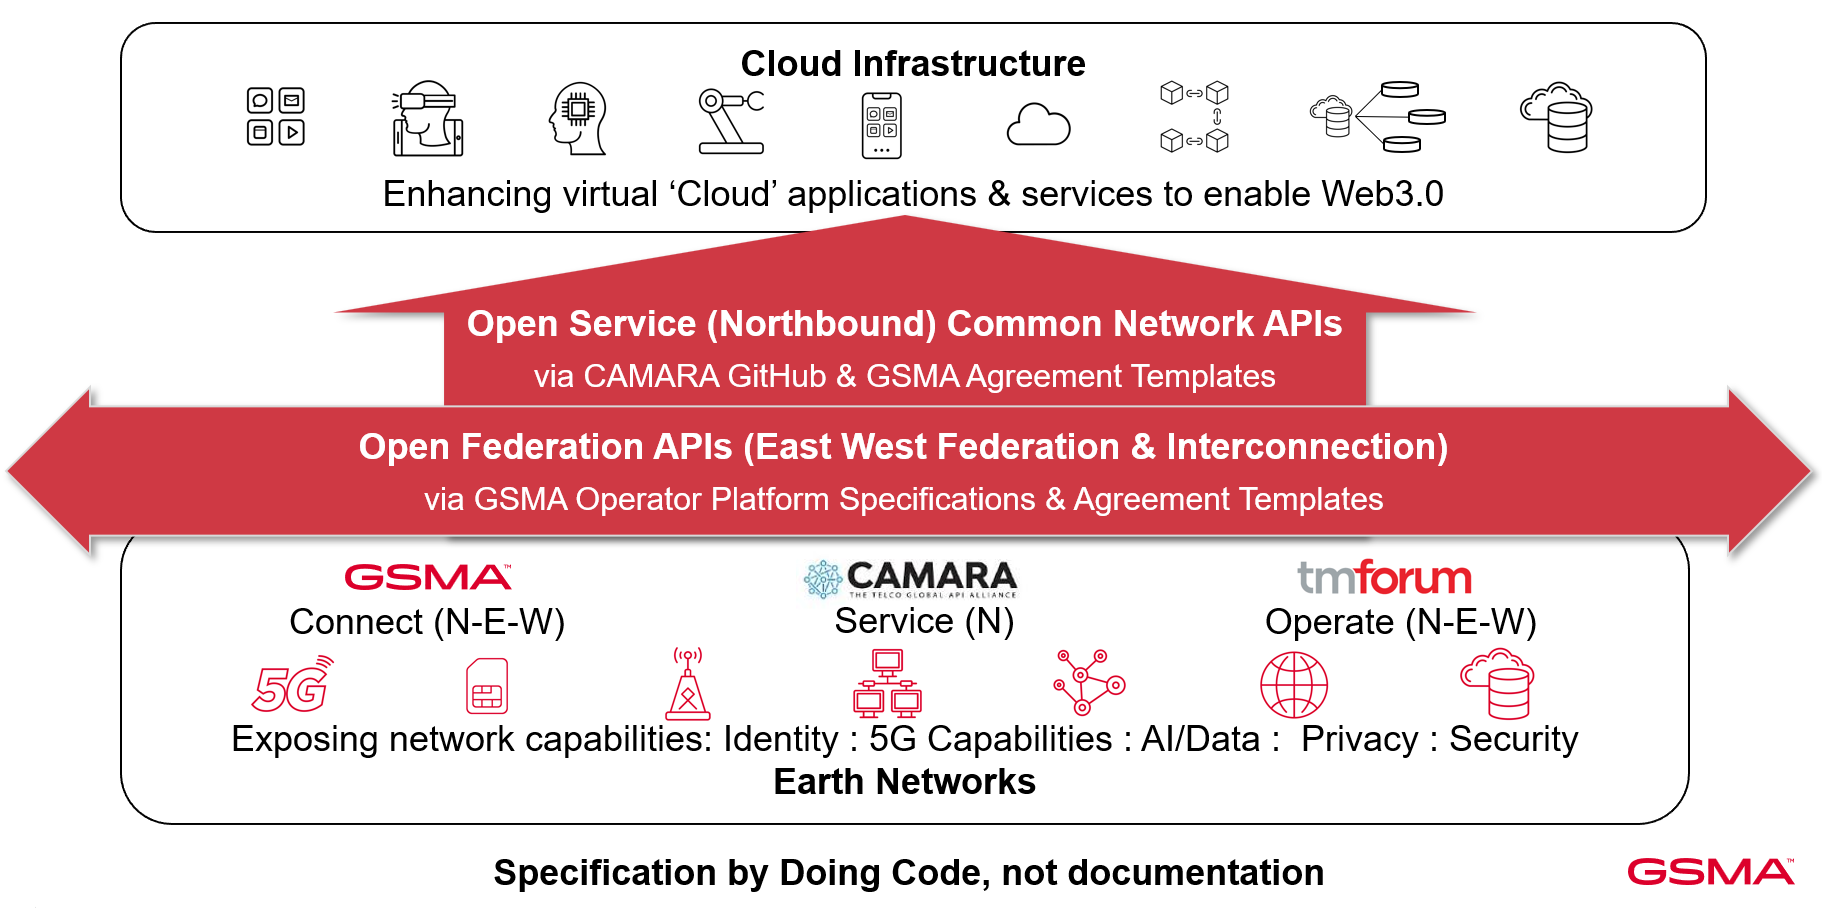 Cloud Infrastructure
Enhancing virtual ‘Cloud’ applications & services to enable Web3.0
Open Service (Northbound) Common Network APIs
via CAMARA GitHub & GSMA Agreement Templates
Open Federation APIs (East West Federation & Interconnection)
via GSMA Operator Platform Specifications & Agreement Templates
GSMA™
Connect (N-E-W)
CAMARA
THE TELCO GLOBAL API ALLIANCE
Service (N)
tmforum
Operate (N-E-W)
5G
Exposing network capabilities: Identity : 5G Capabilities : AI/Data :  Privacy : Security
Earth Networks
Specification by Doing Code, not documentation
GSMA™